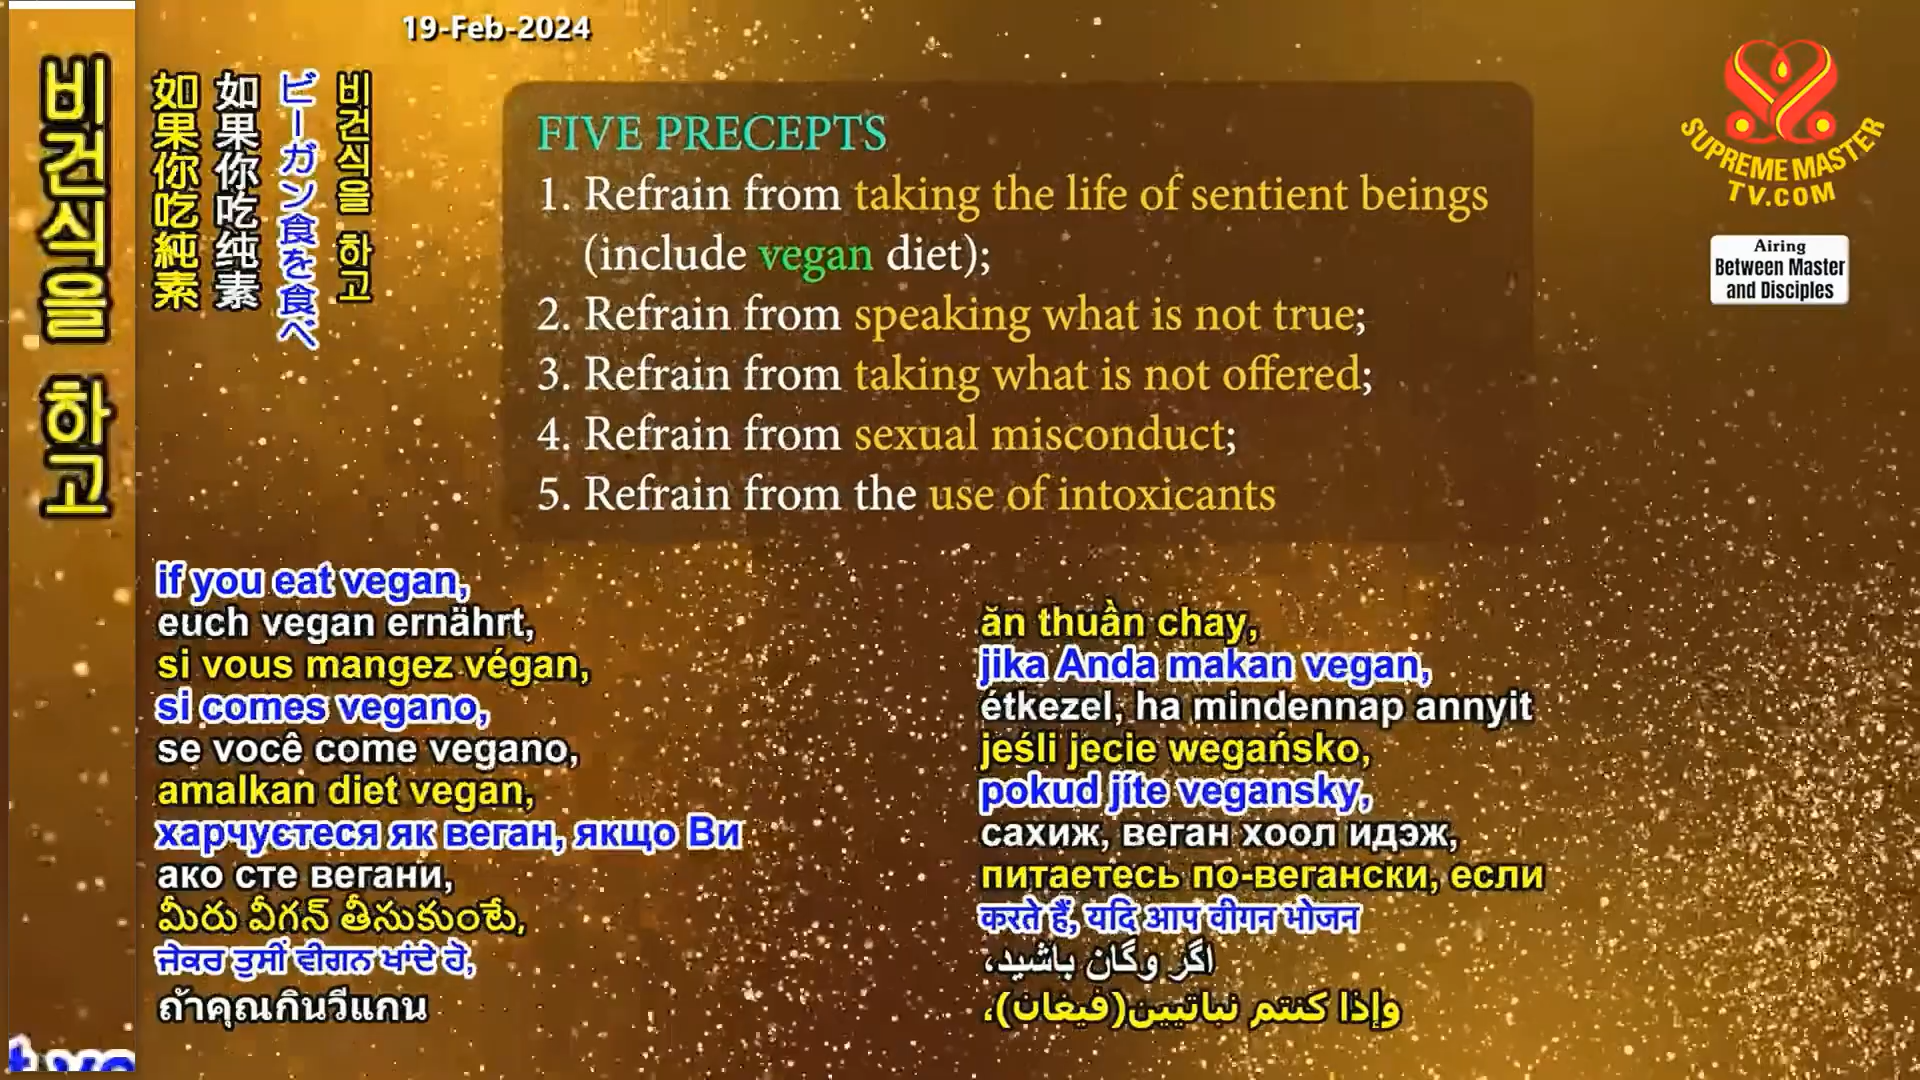 19-Feb-2024
비건식을 하고
如果你吃純素
如果你吃纯素
ビーガン食を食べ
비건식을 하고
FIVE PRECEPTS
1. Refrain from taking the life of sentient beings
(include vegan diet);
2. Refrain from speaking what is not true;
3. Refrain from taking what is not offered;
4. Refrain from sexual misconduct;
5. Refrain from the use of intoxicants
SUPREME MASTER
TV.COM
Airing
Between Master
and Disciples
if you eat vegan,
euch vegan ernährt,
si vous mangez végan,
si comes vegano,
se você come vegano,
amalkan diet vegan,
харчуєтеся як веган, якщо Ви
ако сте вегани,
మీరు వీగన్ తీసుకుంటే,
ਜੇਕਰ ਤੁਸੀਂ ਵੀਗਨ ਖਾਂਦੇ ਹੋ,
ถ้าคุณกินวีแกน
ăn thuần chay,
jika Anda makan vegan,
étkezel, ha mindennap annyit
jeśli jecie wegańsko,
pokud jíte vegansky,
сахиж, веган хоол идэж,
питаетесь по-вегански, если
करते हैं, यदि आप वीगन भोजन
اگر وگان باشید،
وإذا كنتم نباتيين(فيغان)،